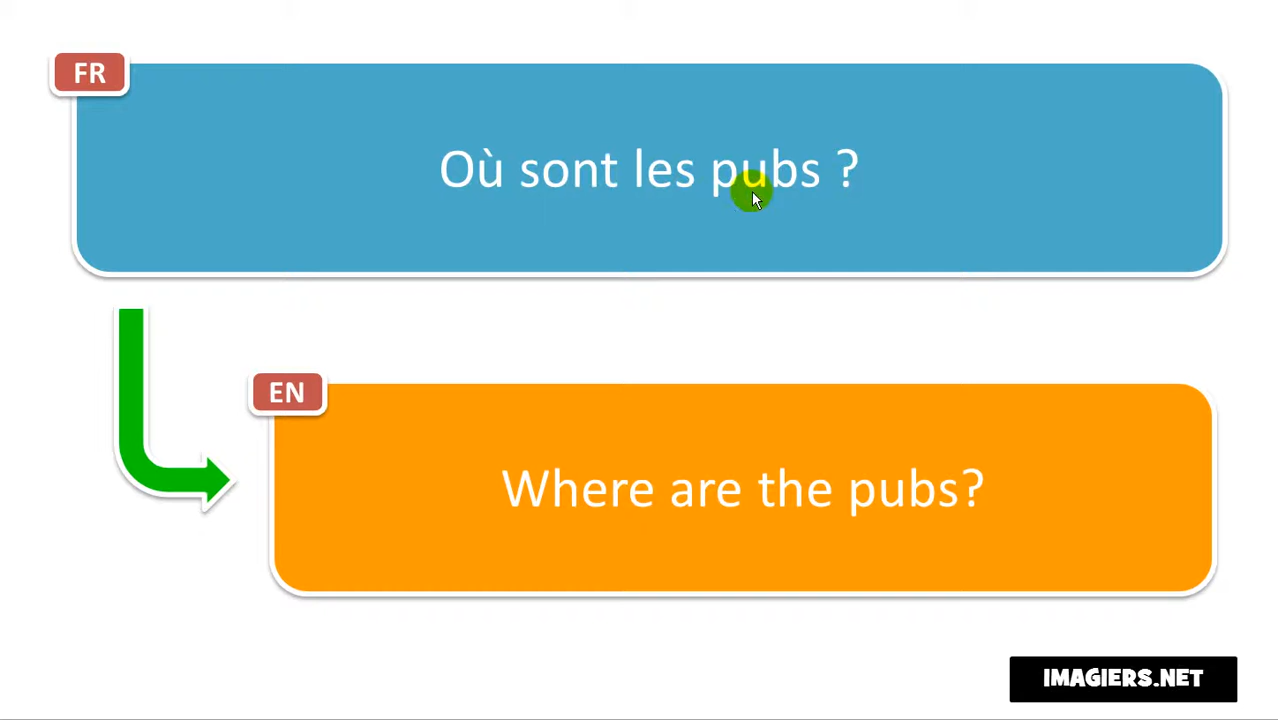 FR
Où sont les pubs ?
EN
Where are the pubs?
IMAGIERS.NET